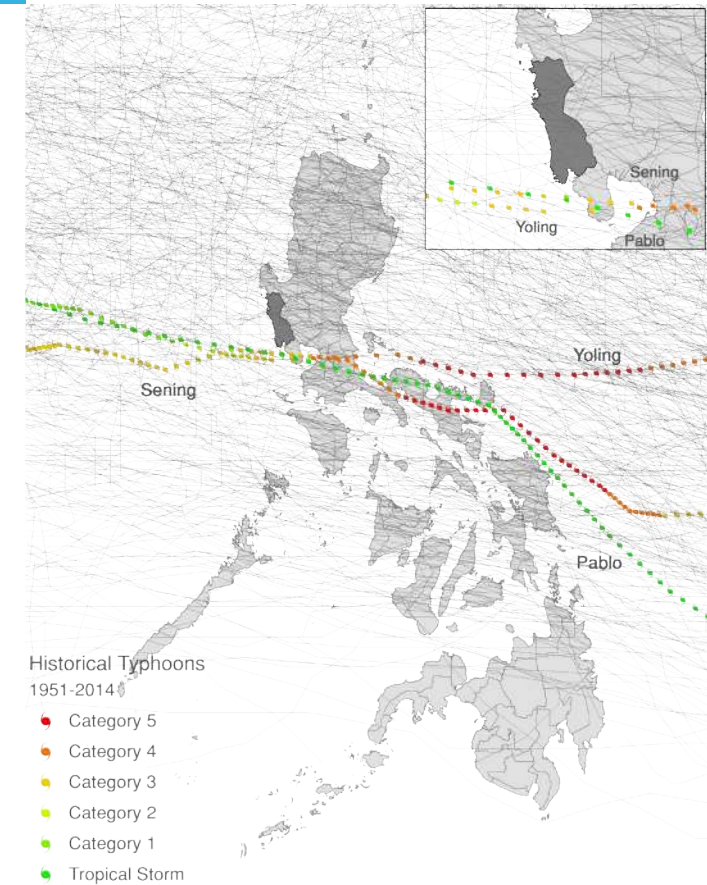 Sening
Yoling
Pablo
Yoling
Sening
Pablo
Historical Typhoons
1951-2014
Category 5
Category 4
Category 3
Category 2
Category 1
Tropical Storm